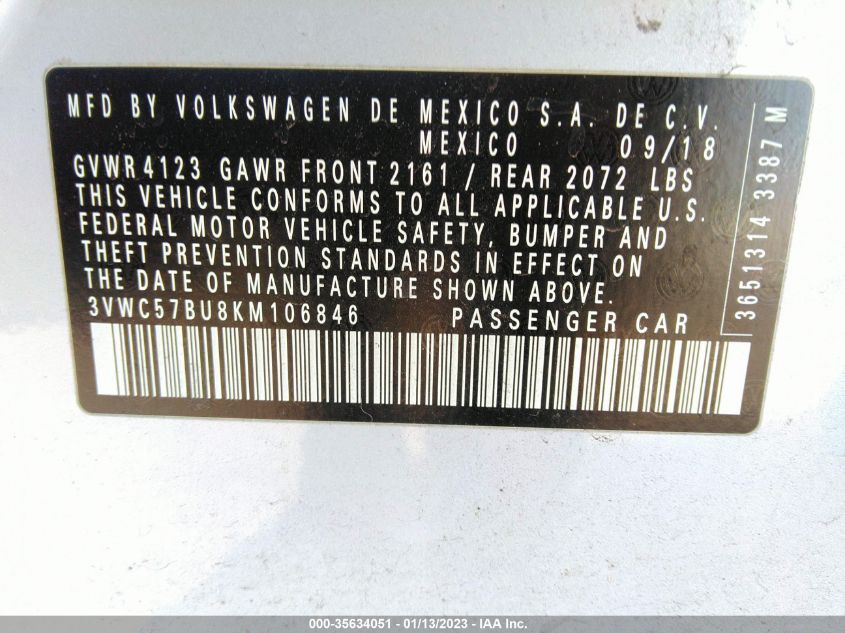 MFD BY VOLKSWAGEN DE MEXICO S.A. DE C.V.
MEXICO 09/18
GVWR 4123 GAWR FRONT 2161 / REAR 2072 LBS
THIS VEHICLE CONFORMS TO ALL APPLICABLE U.S.
FEDERAL MOTOR VEHICLE SAFETY, BUMPER AND
THEFT PREVENTION STANDARDS IN EFFECT ON
THE DATE OF MANUFACTURE SHOWN ABOVE.
3VWC57BU8KM106846 PASSENGER CAR
3651314 3387 M
000-35634051 - 01/13/2023 - IAA Inc.